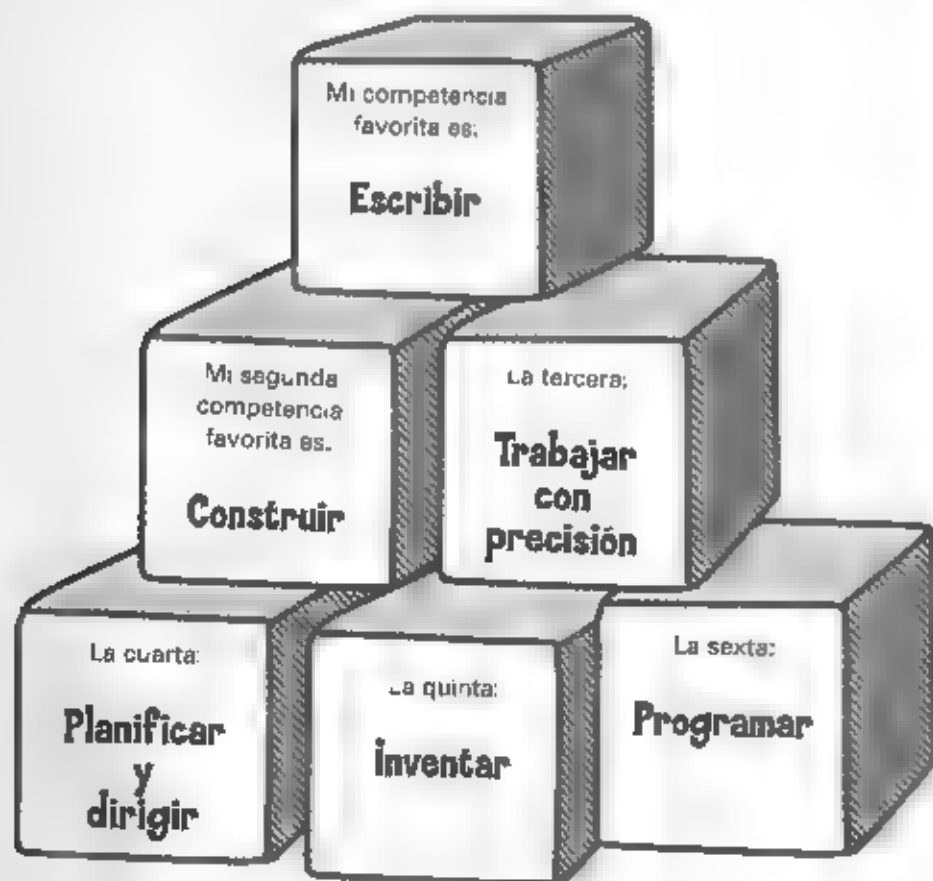 Mi competencia
favorita es:
Escribir
Mi segunda
competencia
favorita es.
Construir
La tercera:
Trabajar
con
precisión
La cuarta:
Planificar
y
dirigir
La quinta:
inventar
La sexta:
Programar